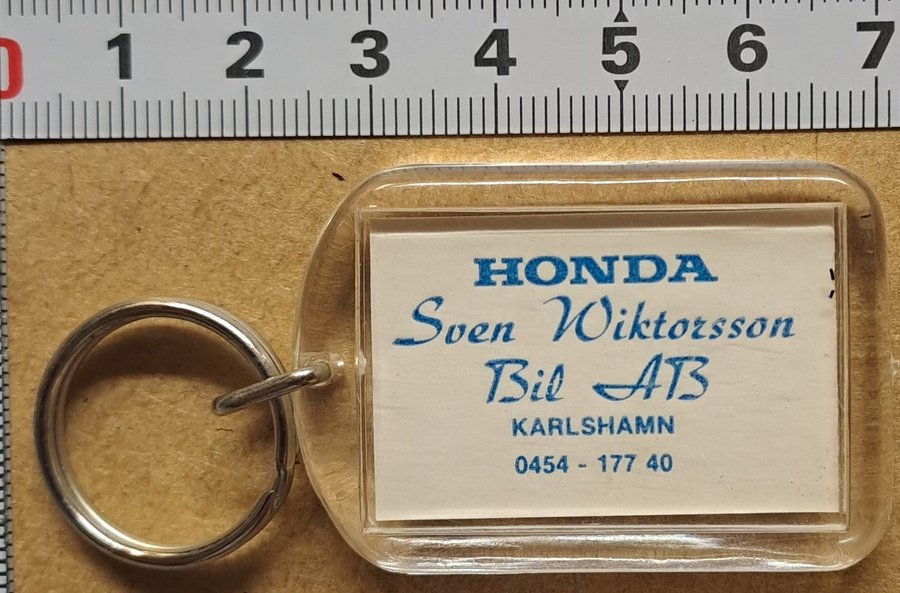 0 1 2 3 4 5 6 7
HONDA
Sven Wiktorsson
Bil AB
KARLSHAMN
0454 - 177 40